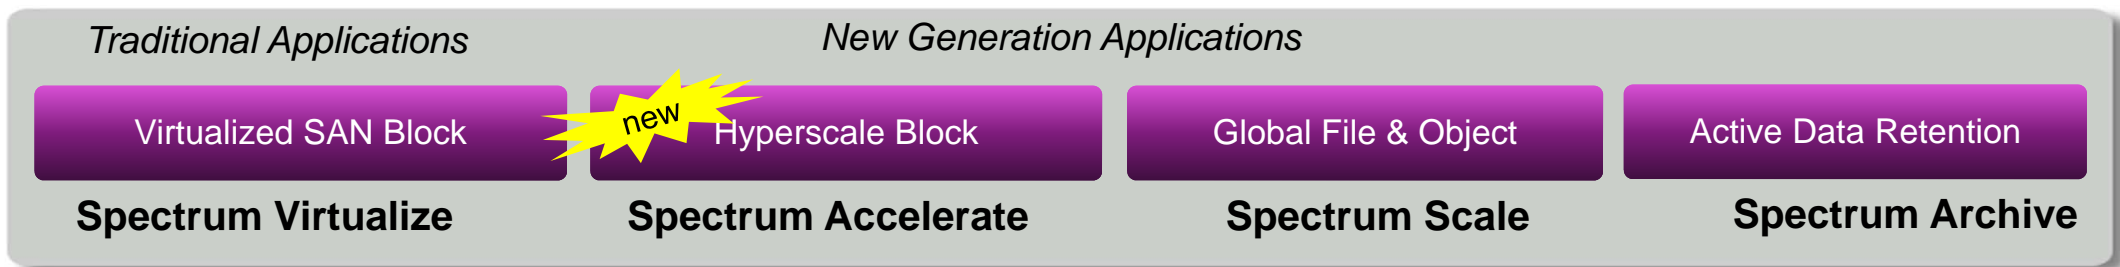 Traditional Applications
New Generation Applications
Virtualized SAN Block
new
Hyperscale Block
Global File & Object
Active Data Retention
Spectrum Virtualize
Spectrum Accelerate
Spectrum Scale
Spectrum Archive